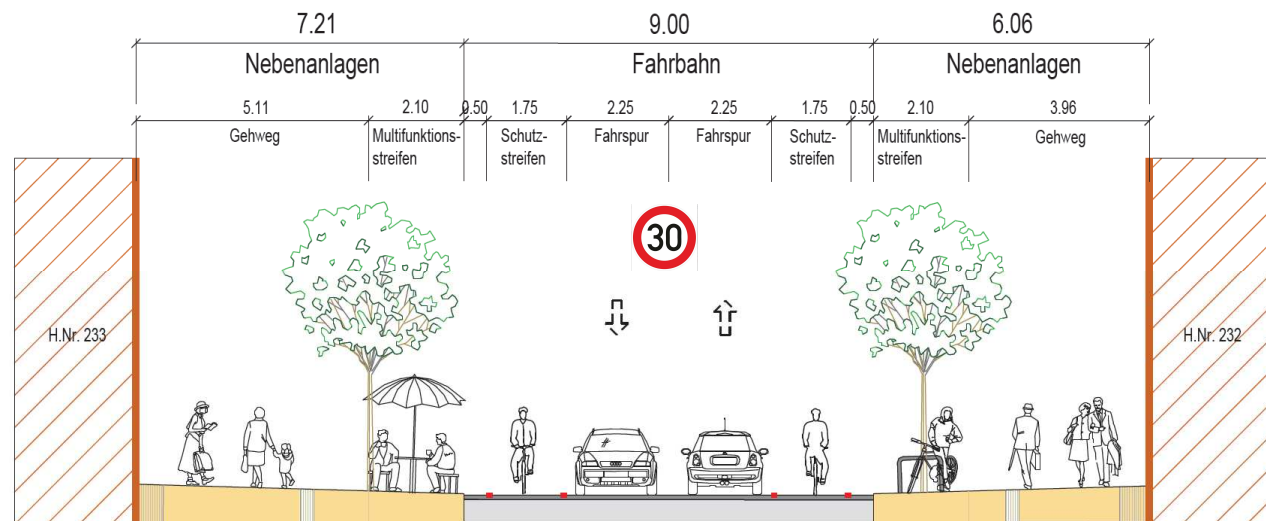 7.21 9.00 6.06
Nebenanlagen Fahrbahn Nebenanlagen
5.11 2.10 0.50 1.75 2.25 2.25 1.75 0.50 2.10 3.96
Gehweg Multifunktions- Schutz- Fahrspur Fahrspur Schutz- Multifunktions- Gehweg
streifen streifen streifen streifen
30
H.Nr. 233 H.Nr. 232